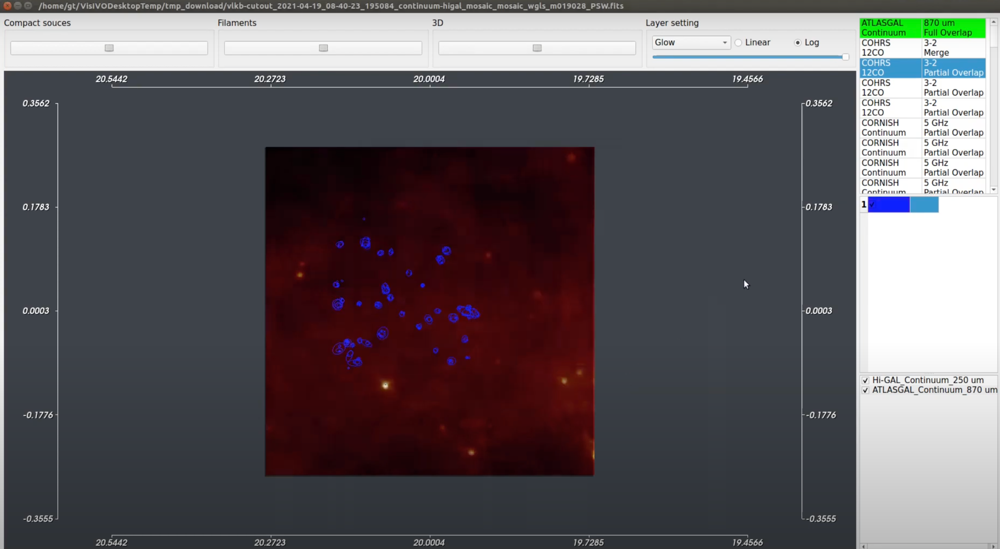 /home/gt/VisIVODesktopTemp/tmp_download/vlkb-cutout_2021-04-19_08-40-23_195084_continuum-higal_mosaic_mosaic_wgls_m019028_PSW.fits
Compact souces
Filaments
3D
Layer setting
Glow
Linear
Log
ATLASGAL 870 um
Continuum Full Overlap
COHRS 3-2
12CO Merge
COHRS 3-2
12CO Partial Overlap
COHRS 3-2
12CO Partial Overlap
COHRS 3-2
12CO Partial Overlap
CORNISH 5 GHz
Continuum Partial Overlap
CORNISH 5 GHz
Continuum Partial Overlap
CORNISH 5 GHz
Continuum Partial Overlap
CORNISH 5 GHz
Continuum Partial Overlap
1
Hi-GAL_Continuum_250 um
ATLASGAL_Continuum_870 um
20.5442 20.2723 20.0004 19.7285 19.4566
0.3562 0.3562
0.1783 0.1783
0.0003 0.0003
-0.1776 -0.1776
-0.3555 -0.3555
20.5442 20.2723 20.0004 19.7285 19.4566